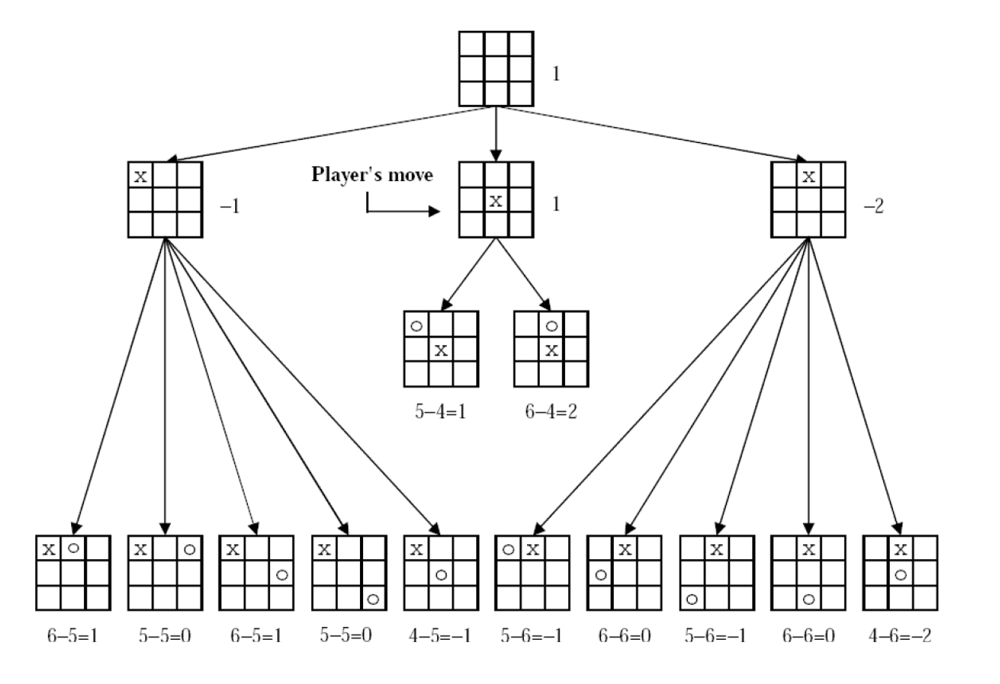 1
X
–1
Player's move
X
1
X
–2
O
X
O
X
5–4=1
6–4=2
X O
X O
X
O
X
O
X
O
O X
X
O
X
O
X
O
X
O
6–5=1
5–5=0
6–5=1
5–5=0
4–5=–1
5–6=–1
6–6=0
5–6=–1
6–6=0
4–6=–2